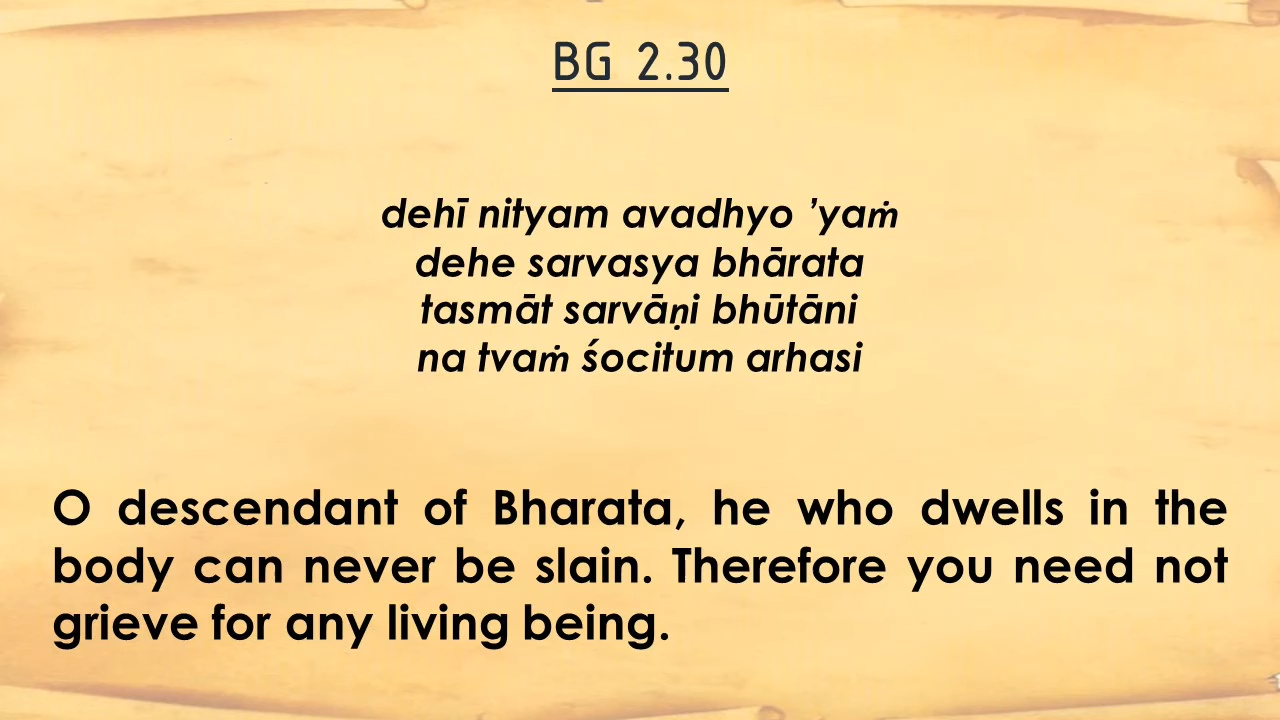 BG 2.30
dehī nityam avadhyo ’yaṁ
dehe sarvasya bhārata
tasmāt sarvāṇi bhūtāni
na tvaṁ śocitum arhasi
O descendant of Bharata, he who dwells in the
body can never be slain. Therefore you need not
grieve for any living being.